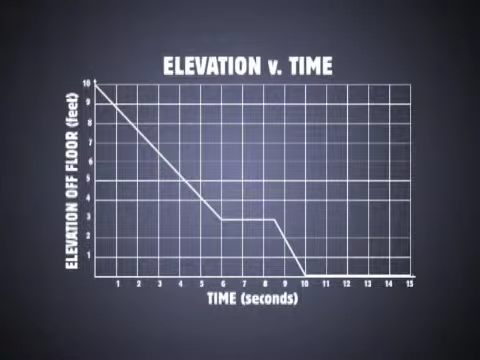 ELEVATION v. TIME
ELEVATION OFF FLOOR (feet)
10
9
8
7
6
5
4
3
2
1
1 2 3 4 5 6 7 8 9 10 11 12 13 14 15
TIME (seconds)